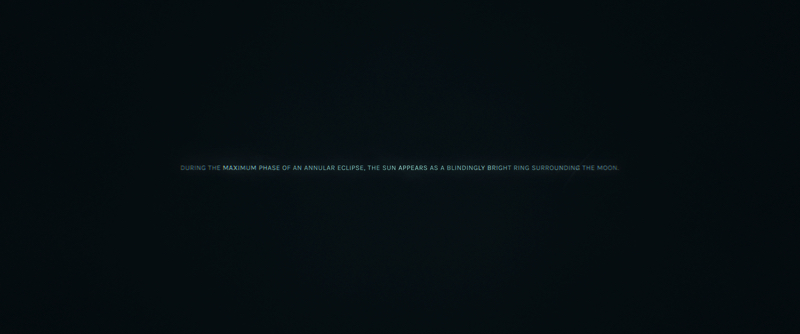 DURING THE MAXIMUM PHASE OF AN ANNULAR ECLIPSE, THE SUN APPEARS AS A BLINDINGLY BRIGHT RING SURROUNDING THE MOON.